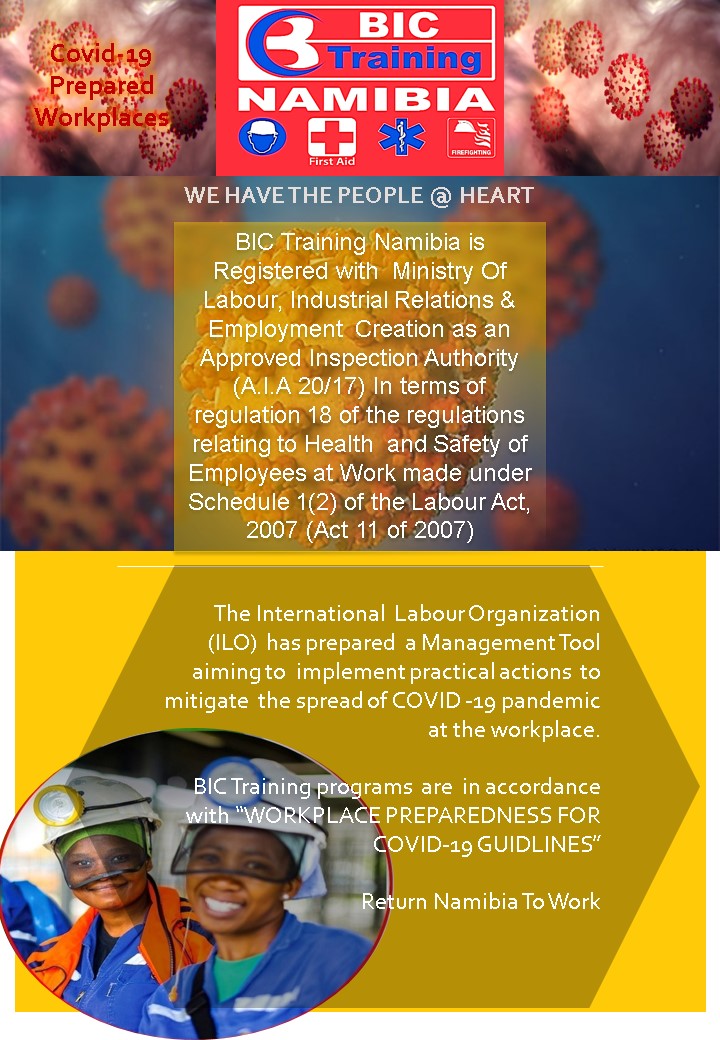 Covid-19
Prepared
Workplaces
BIC
Training
NAMIBIA
First Aid
FIREFIGHTING
WE HAVE THE PEOPLE @ HEART
BIC Training Namibia is
Registered with Ministry Of
Labour, Industrial Relations &
Employment Creation as an
Approved Inspection Authority
(A.I.A 20/17) In terms of
regulation 18 of the regulations
relating to Health and Safety of
Employees at Work made under
Schedule 1(2) of the Labour Act,
2007 (Act 11 of 2007)
The International Labour Organization
(ILO) has prepared a Management Tool
aiming to implement practical actions to
mitigate the spread of COVID -19 pandemic
at the workplace.
BIC Training programs are in accordance
with “WORKPLACE PREPAREDNESS FOR
COVID-19 GUIDLINES”
Return Namibia To Work